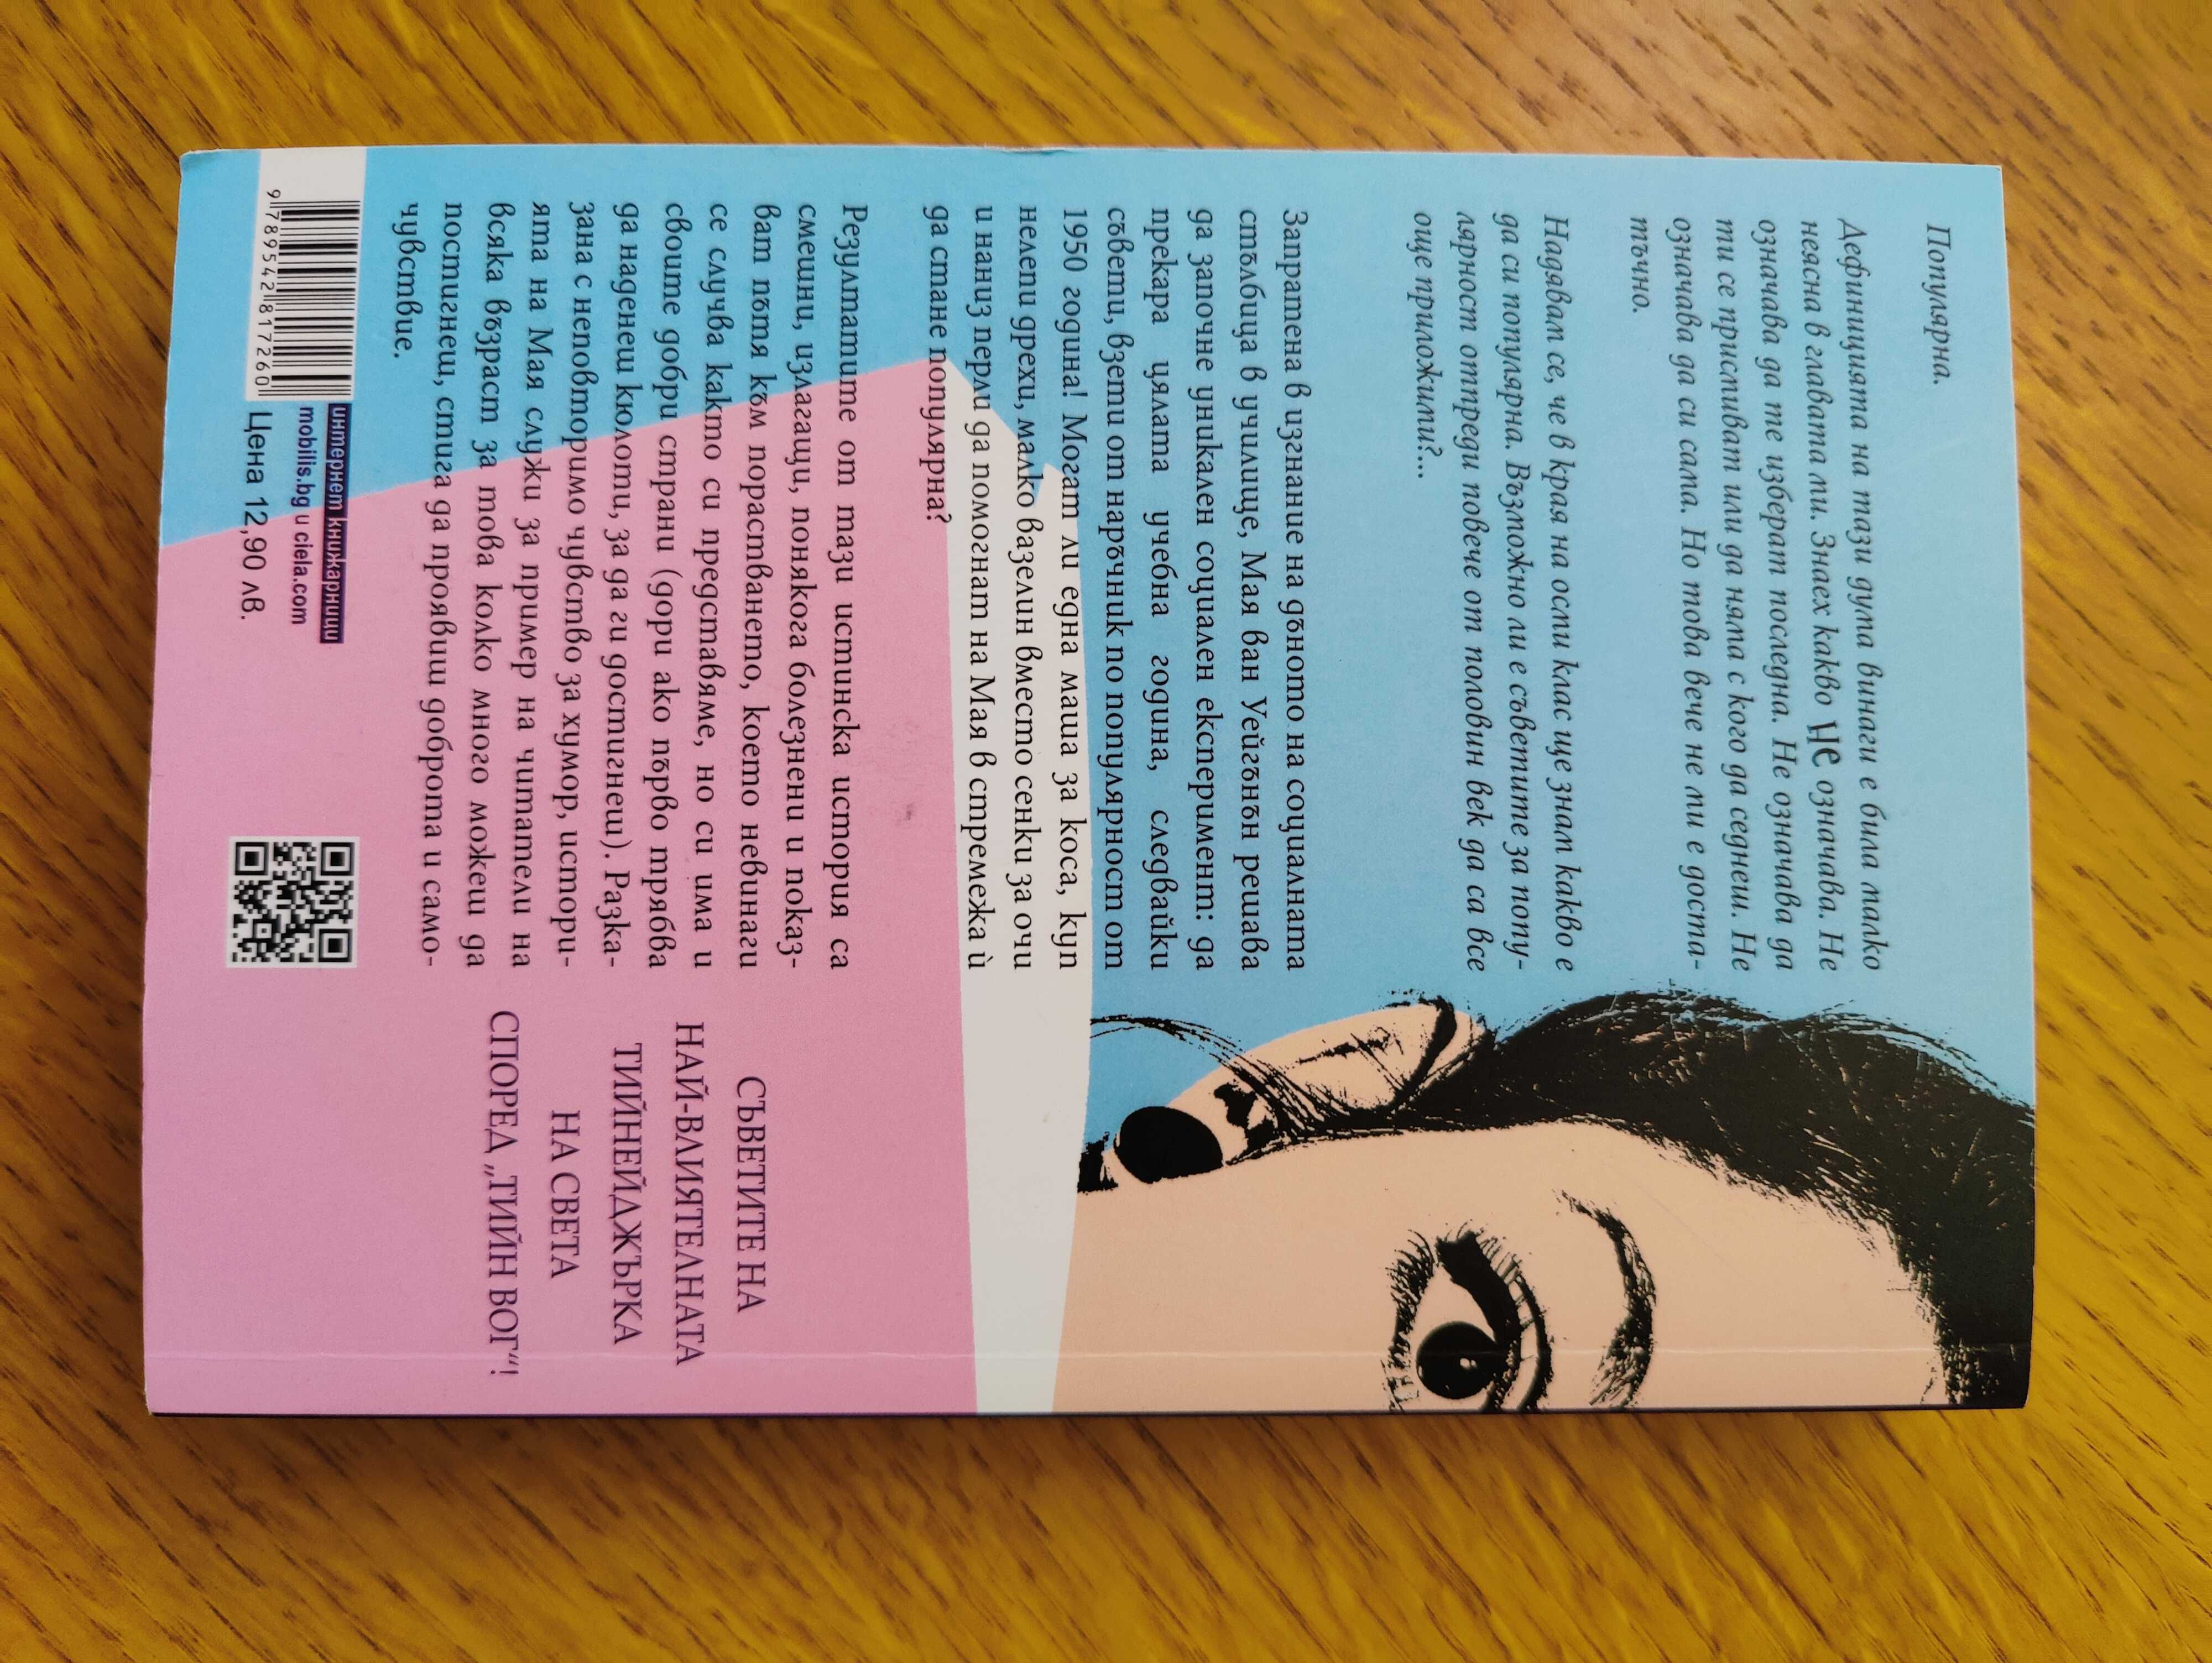 Популярна.
Дефиницията на тази дума винаги е била малко
неясна в главата ми. Знаех какво не означава. Не
означава да те изберат последна. Не означава да
ти се присмиват или да няма с кого да седнеш. Не
означава да си сама. Но това вече не ми е доста-
тъчно.
Надявам се, че в края на осми клас ще знам какво е
да си популярна. Възможно ли е съветите за попу-
лярност отпреди повече от половин век да са все
още приложими?...
Запратена в изгнание на дъното на социалната
стълбица в училище, Мая ван Уейгънън решава
да започне уникален социален експеримент: да
прекара цялата учебна година, следвайки
съвети, взети от наръчник по популярност от
1950 година! Могат ли една маша за коса, куп
нелепи дрехи, малко вазелин вместо сенки за очи
и наниз перли да помогнат на Мая в стремежа ѝ
да стане популярна?
Резултатите от тази истинска история са
смешни, излагащи, понякога болезнени и показ-
ват пътя към порастването, което невинаги
се случва както си представяме, но си има и
своите добри страни (дори ако първо трябва
да наденеш кюлоти, за да ги достигнеш). Разка-
зана с неповторимо чувство за хумор, истори-
ята на Мая служи за пример на читатели на
всяка възраст за това колко много можеш да
постигнеш, стига да проявиш доброта и само-
чувствие.
СЪВЕТИТЕ НА
НАЙ-ВЛИЯТЕЛНАТА
ТИЙНЕЙДЖЪРКА
НА СВЕТА
СПОРЕД „ТИЙН ВОГ“!
интернет книжарници
mobilis.bg и ciela.com
Цена 12,90 лв.
9 789542 817260